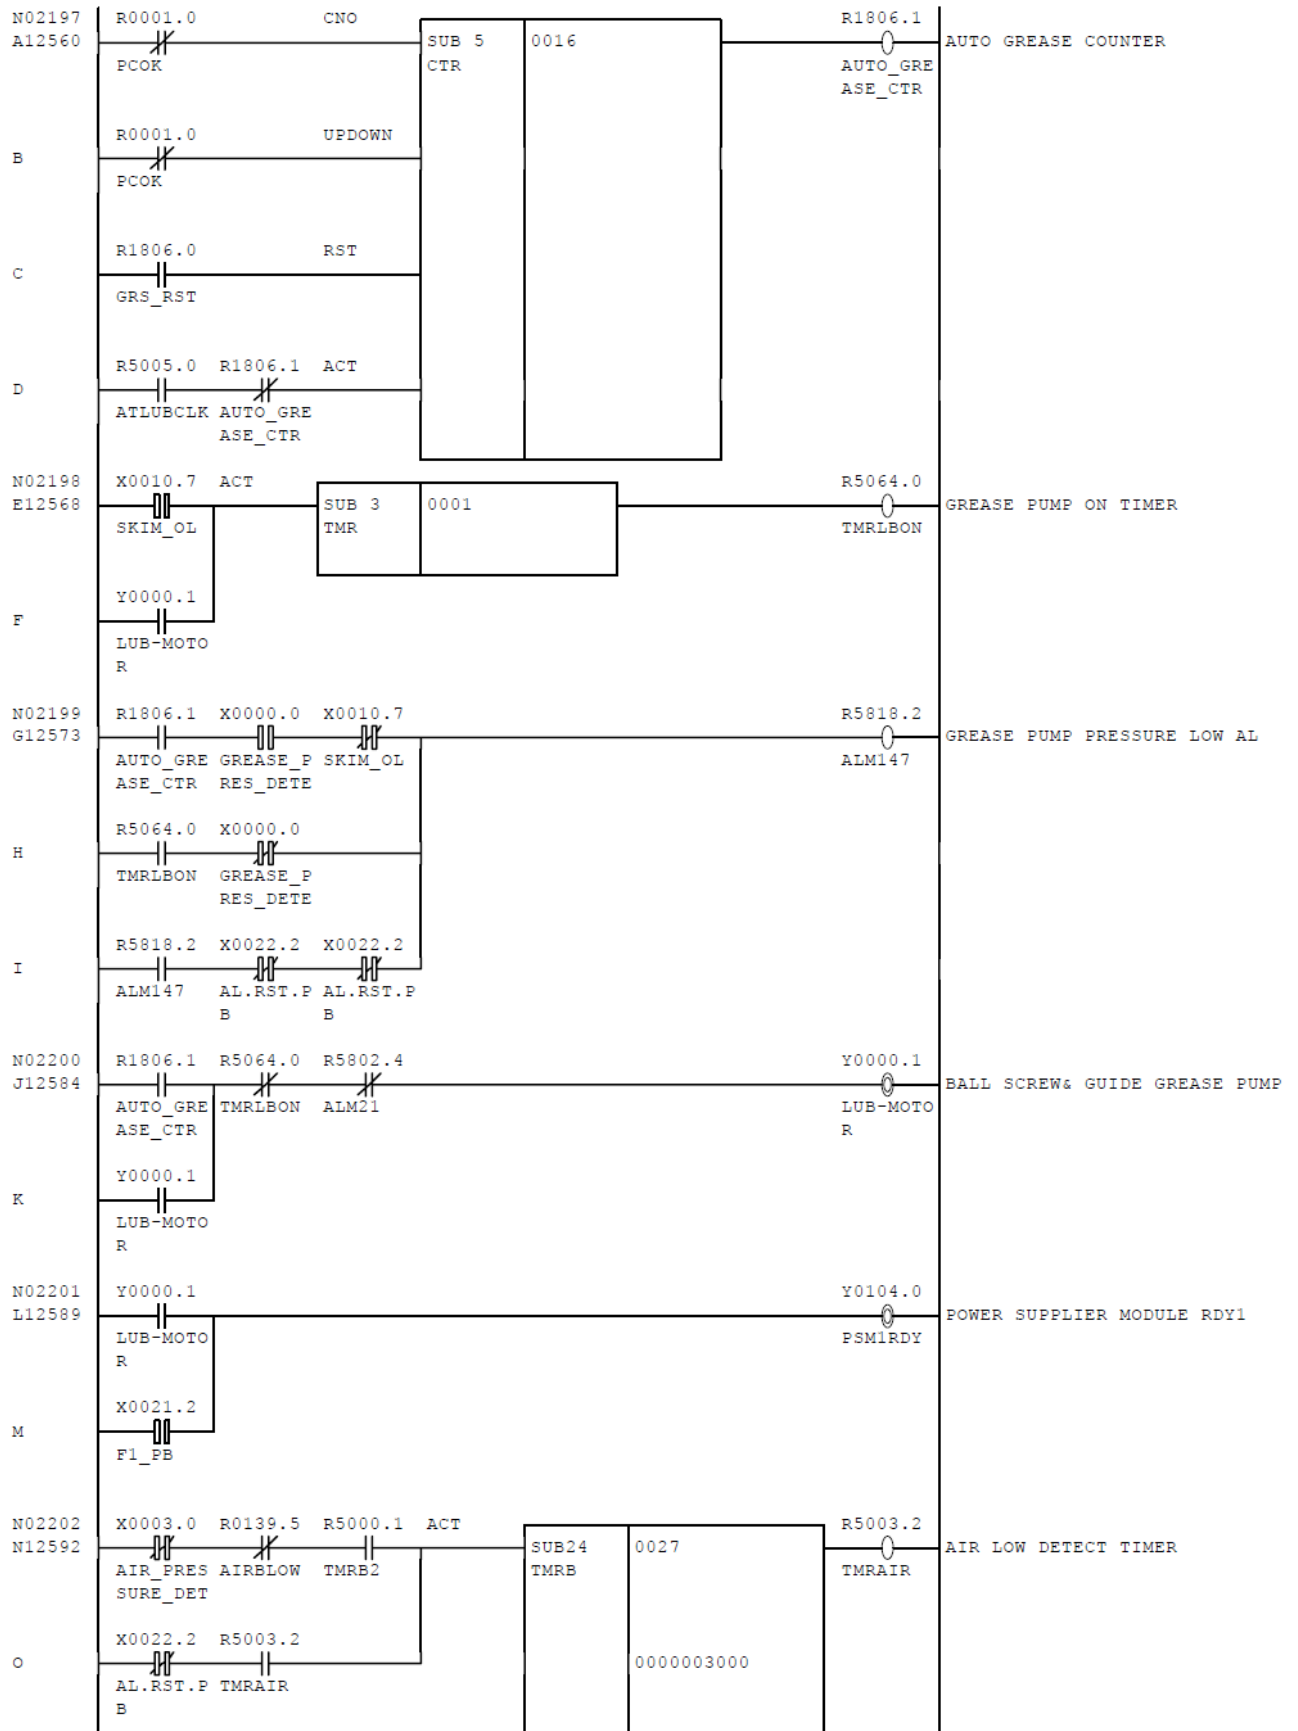 N02197 R0001.0 CNO R1806.1
A12560 SUB 5 0016 AUTO GREASE COUNTER
PCOK CTR AUTO_GRE
ASE_CTR
R0001.0 UPDOWN
B
PCOK
R1806.0 RST
C
GRS_RST
R5005.0 R1806.1 ACT
D
ATLUBCLK AUTO_GRE
ASE_CTR
N02198 X0010.7 ACT R5064.0
E12568 SUB 3 0001 GREASE PUMP ON TIMER
SKIM_OL TMR TMRLBON
Y0000.1
F
LUB-MOTO
R
N02199 R1806.1 X0000.0 X0010.7 R5818.2
G12573 GREASE PUMP PRESSURE LOW AL
AUTO_GRE GREASE_P SKIM_OL ALM147
ASE_CTR RES_DETE
R5064.0 X0000.0
H
TMRLBON GREASE_P
RES_DETE
R5818.2 X0022.2 X0022.2
I
ALM147 AL.RST.P AL.RST.P
B B
N02200 R1806.1 R5064.0 R5802.4 Y0000.1
J12584 BALL SCREW& GUIDE GREASE PUMP
AUTO_GRE TMRLBON ALM21 LUB-MOTO
ASE_CTR R
Y0000.1
K
LUB-MOTO
R
N02201 Y0000.1 Y0104.0
L12589 POWER SUPPLIER MODULE RDY1
LUB-MOTO PSM1RDY
R
X0021.2
M
F1_PB
N02202 X0003.0 R0139.5 R5000.1 ACT R5003.2
N12592 SUB24 0027 AIR LOW DETECT TIMER
AIR_PRES AIRBLOW TMRB2 TMRB TMRAIR
SURE_DET
X0022.2 R5003.2
O 0000003000
AL.RST.P TMRAIR
B